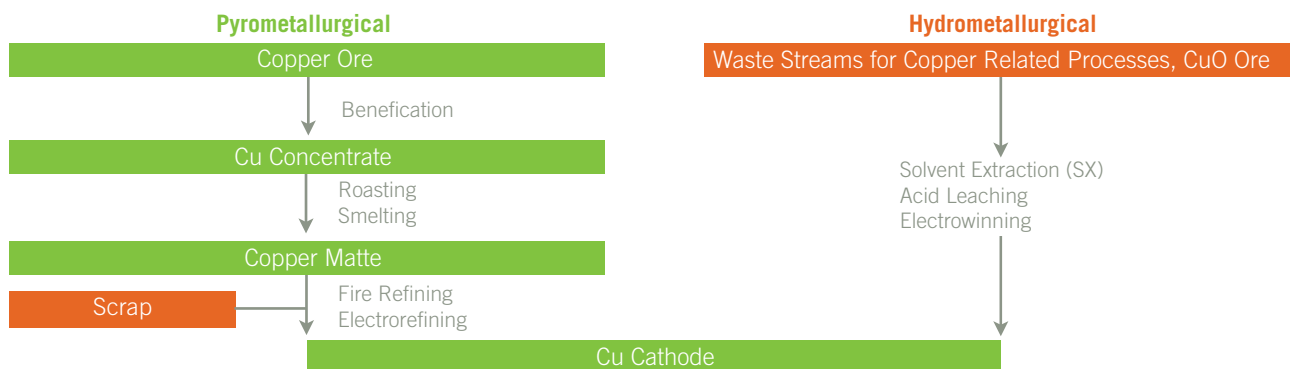 Pyrometallurgical
Copper Ore
Benefication
Cu Concentrate
Roasting
Smelting
Copper Matte
Scrap
Fire Refining
Electrorefining
Hydrometallurgical
Waste Streams for Copper Related Processes, CuO Ore
Solvent Extraction (SX)
Acid Leaching
Electrowinning
Cu Cathode